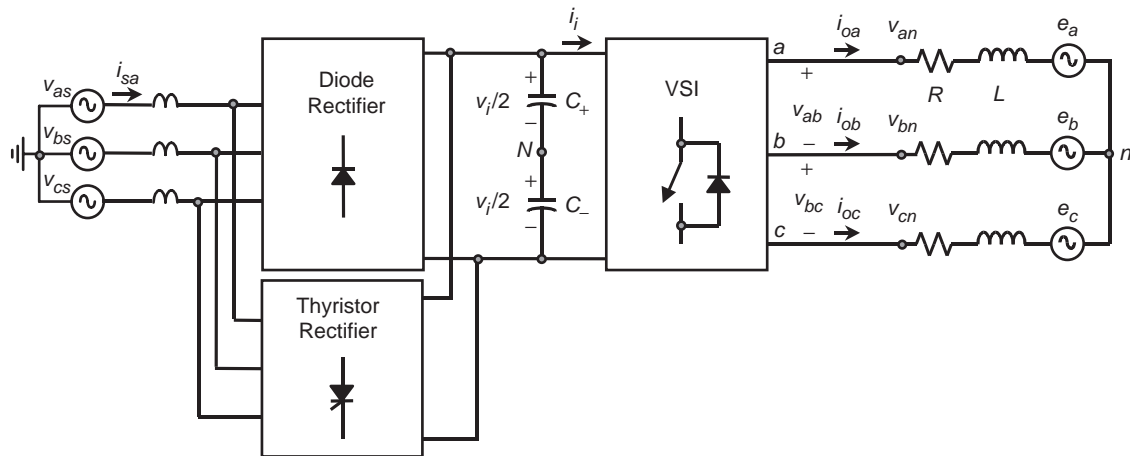 v_as
i_sa
v_bs
v_cs
Diode
Rectifier
Thyristor
Rectifier
i_i
+
v_i/2
C_+
−
N
+
v_i/2
C_−
−
VSI
a
+
v_ab
b
−
+
v_bc
c
−
i_oa
v_an
e_a
R
L
i_ob
v_bn
e_b
n
i_oc
v_cn
e_c